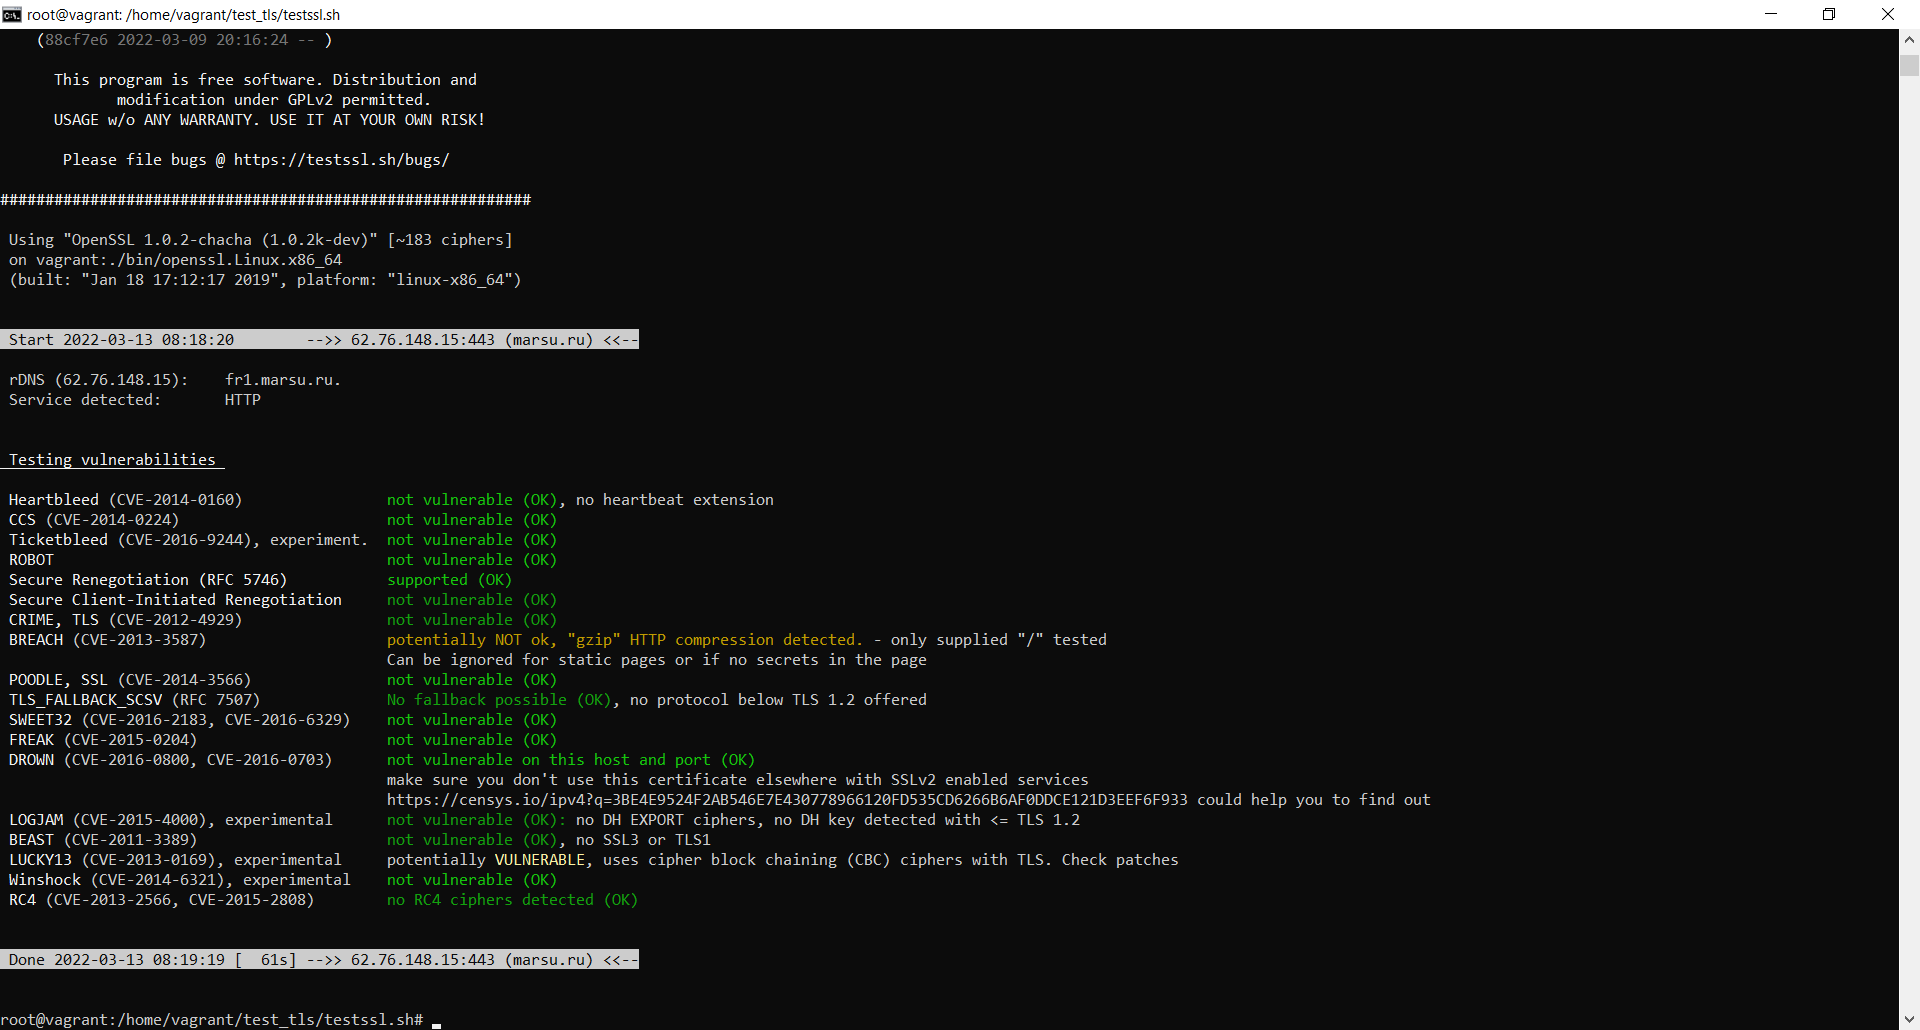 root@vagrant: /home/vagrant/test_tls/testssl.sh
(88cf7e6 2022-03-09 20:16:24 -- )
This program is free software. Distribution and
modification under GPLv2 permitted.
USAGE w/o ANY WARRANTY. USE IT AT YOUR OWN RISK!
Please file bugs @ https://testssl.sh/bugs/
###########################################################
Using "OpenSSL 1.0.2-chacha (1.0.2k-dev)" [~183 ciphers]
on vagrant:./bin/openssl.Linux.x86_64
(built: "Jan 18 17:12:17 2019", platform: "linux-x86_64")
Start 2022-03-13 08:18:20 -->> 62.76.148.15:443 (marsu.ru) <<--
rDNS (62.76.148.15): fr1.marsu.ru.
Service detected: HTTP
Testing vulnerabilities
Heartbleed (CVE-2014-0160) not vulnerable (OK), no heartbeat extension
CCS (CVE-2014-0224) not vulnerable (OK)
Ticketbleed (CVE-2016-9244), experiment. not vulnerable (OK)
ROBOT not vulnerable (OK)
Secure Renegotiation (RFC 5746) supported (OK)
Secure Client-Initiated Renegotiation not vulnerable (OK)
CRIME, TLS (CVE-2012-4929) not vulnerable (OK)
BREACH (CVE-2013-3587) potentially NOT ok, "gzip" HTTP compression detected. - only supplied "/" tested
Can be ignored for static pages or if no secrets in the page
POODLE, SSL (CVE-2014-3566) not vulnerable (OK)
TLS_FALLBACK_SCSV (RFC 7507) No fallback possible (OK), no protocol below TLS 1.2 offered
SWEET32 (CVE-2016-2183, CVE-2016-6329) not vulnerable (OK)
FREAK (CVE-2015-0204) not vulnerable (OK)
DROWN (CVE-2016-0800, CVE-2016-0703) not vulnerable on this host and port (OK)
make sure you don't use this certificate elsewhere with SSLv2 enabled services
https://censys.io/ipv4?q=3BE4E9524F2AB546E7E430778966120FD535CD6266B6AF0DDCE121D3EEF6F933 could help you to find out
LOGJAM (CVE-2015-4000), experimental not vulnerable (OK): no DH EXPORT ciphers, no DH key detected with <= TLS 1.2
BEAST (CVE-2011-3389) not vulnerable (OK), no SSL3 or TLS1
LUCKY13 (CVE-2013-0169), experimental potentially VULNERABLE, uses cipher block chaining (CBC) ciphers with TLS. Check patches
Winshock (CVE-2014-6321), experimental not vulnerable (OK)
RC4 (CVE-2013-2566, CVE-2015-2808) no RC4 ciphers detected (OK)
Done 2022-03-13 08:19:19 [  61s] -->> 62.76.148.15:443 (marsu.ru) <<--
root@vagrant:/home/vagrant/test_tls/testssl.sh#